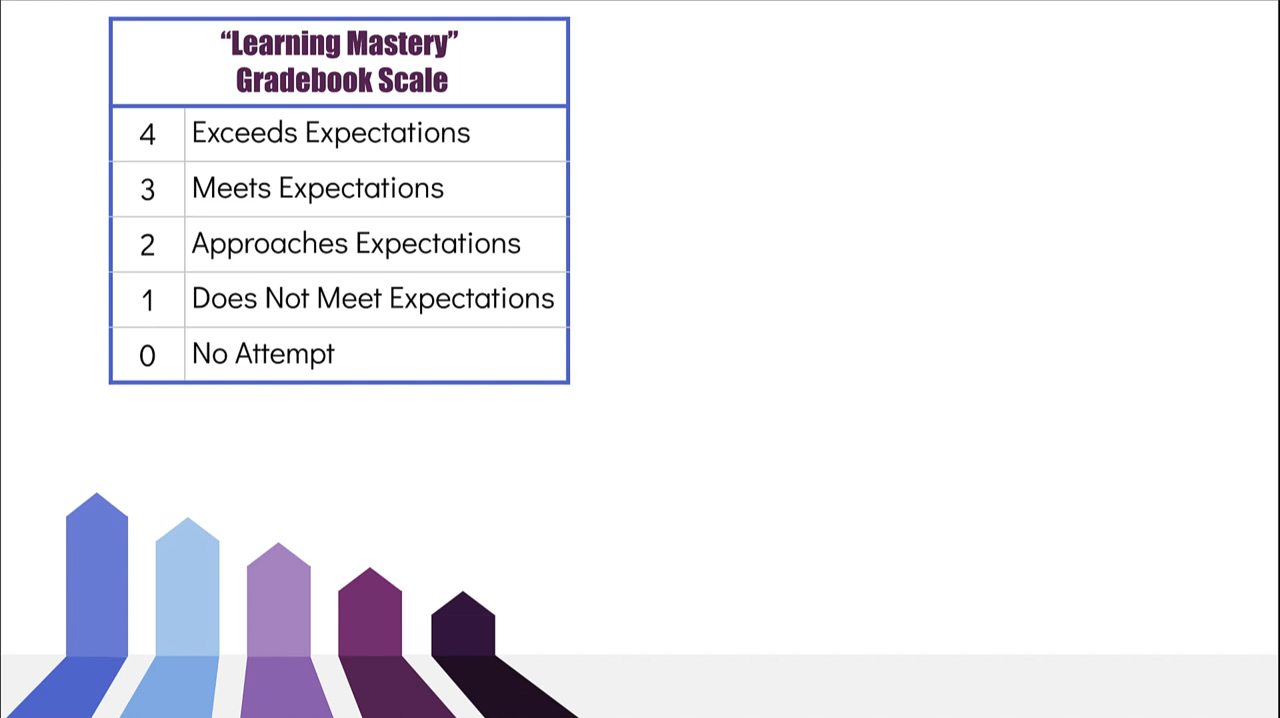 “Learning Mastery”
Gradebook Scale
4 Exceeds Expectations
3 Meets Expectations
2 Approaches Expectations
1 Does Not Meet Expectations
0 No Attempt